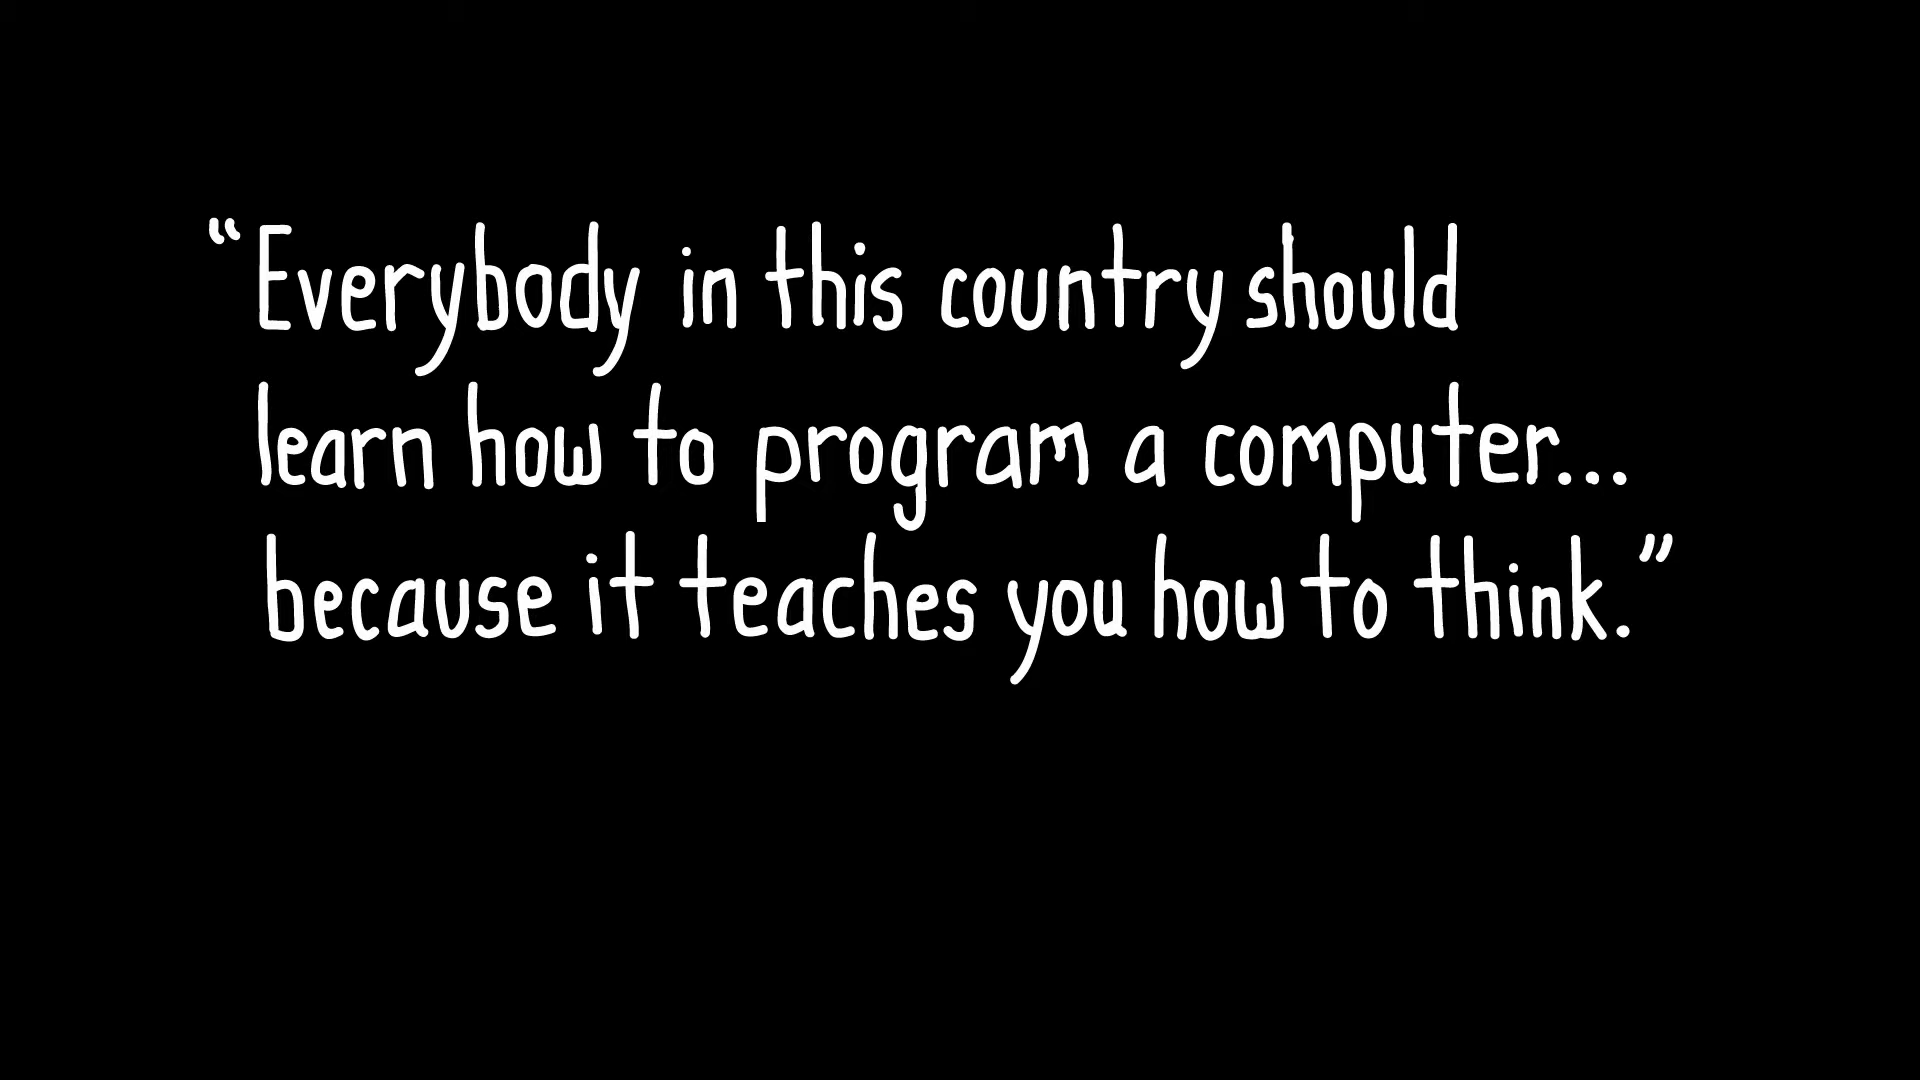 “Everybody in this country should
learn how to program a computer...
because it teaches you how to think.”